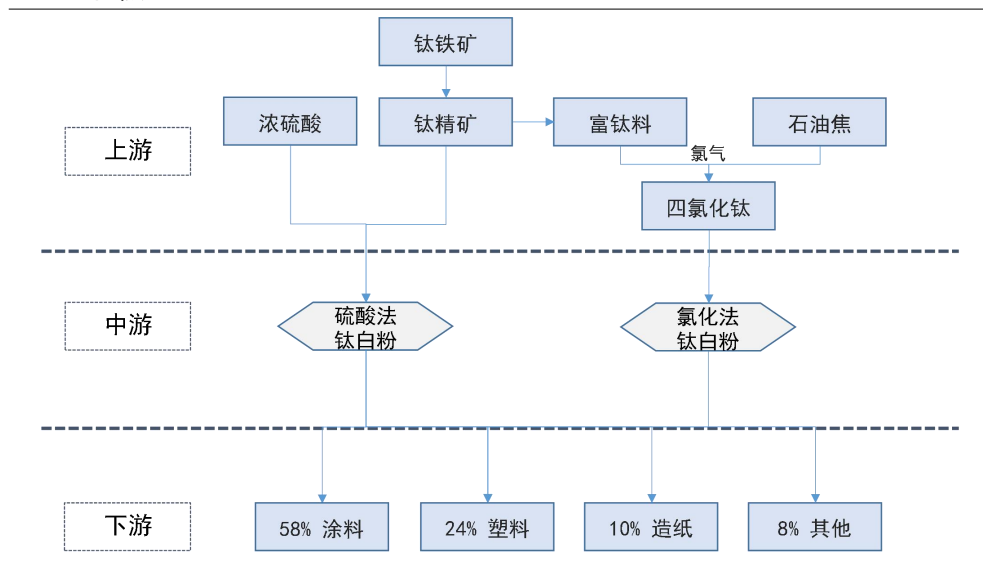 钛铁矿
浓硫酸
钛精矿
富钛料
石油焦
上游
氯气
四氯化钛
中游
硫酸法
钛白粉
氯化法
钛白粉
下游
58% 涂料
24% 塑料
10% 造纸
8% 其他